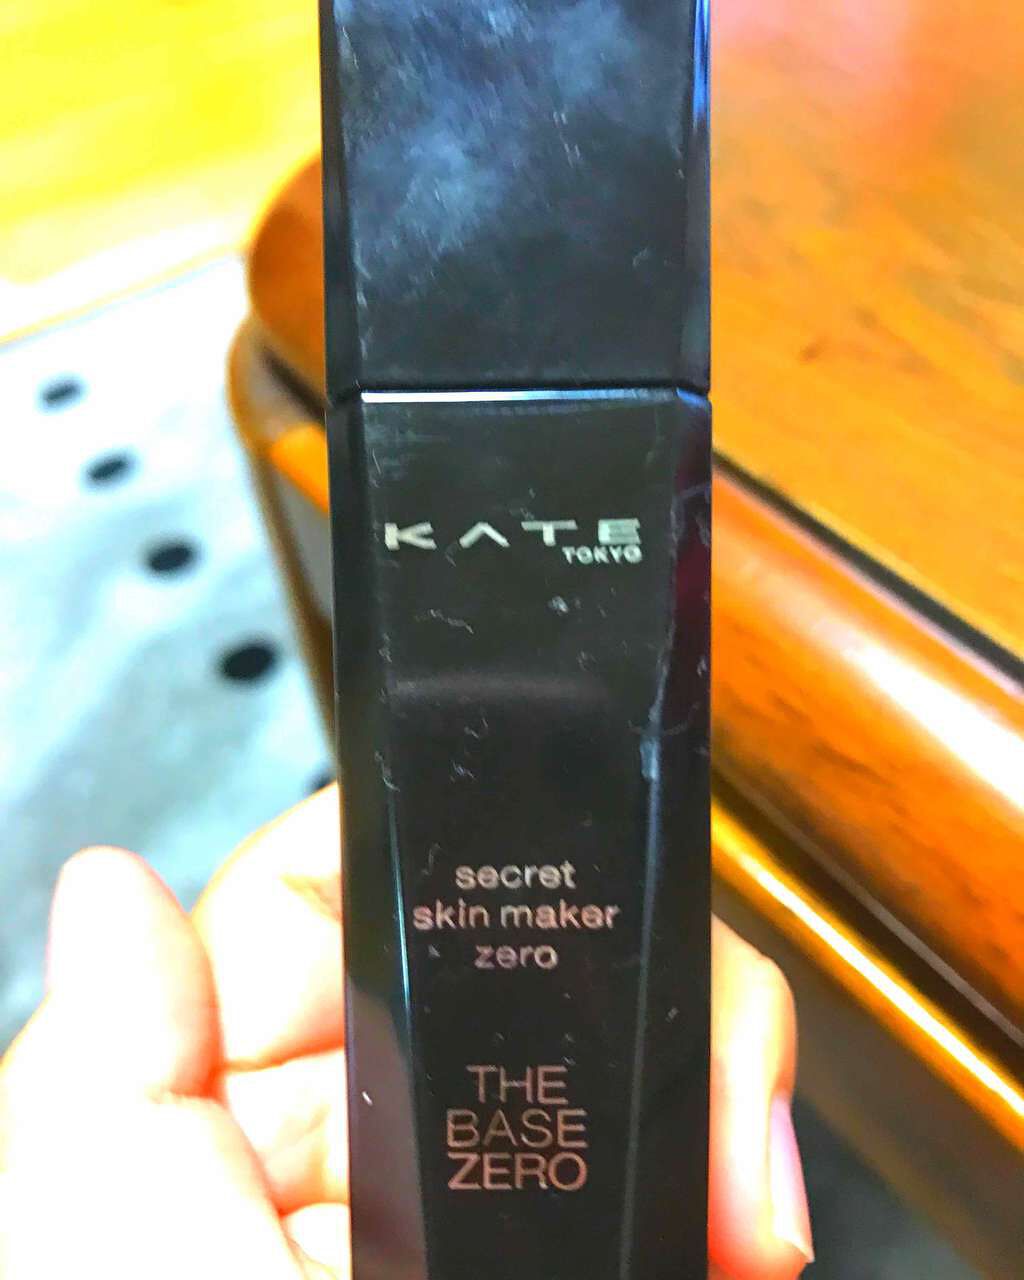 KATE
TOKYO
secret
skin maker
zero
THE
BASE
ZERO